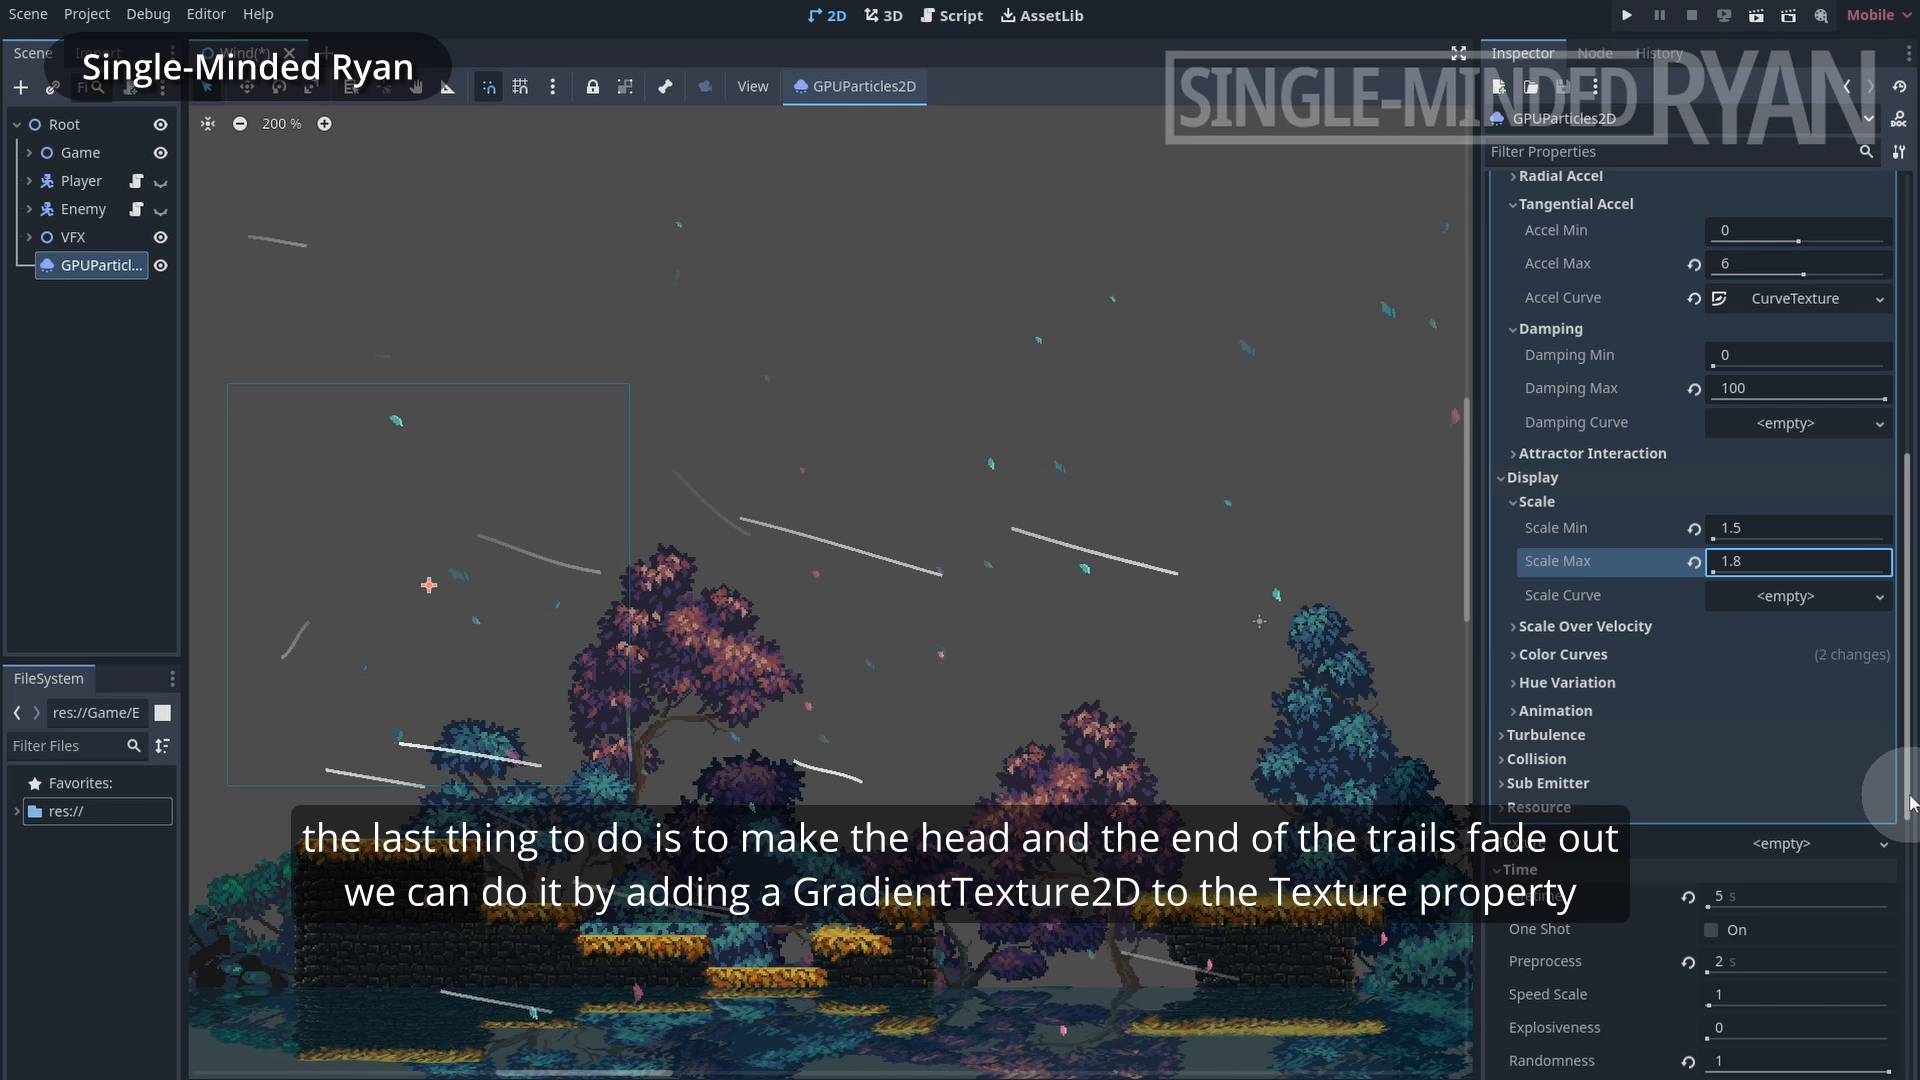 Scene Project Debug Editor Help
2D 3D Script AssetLib
Mobile
Scene Import
Wind(*)
Inspector Node History
Single-Minded Ryan
SINGLE-MINDED RYAN
View GPUParticles2D
GPUParticles2D
Filter Properties
200 %
Root
Game
Player
Enemy
VFX
GPUParticl...
FileSystem
res://Game/E
Filter Files
Favorites:
res://
Radial Accel
Tangential Accel
Accel Min 0
Accel Max 6
Accel Curve CurveTexture
Damping
Damping Min 0
Damping Max 100
Damping Curve <empty>
Attractor Interaction
Display
Scale
Scale Min 1.5
Scale Max 1.8
Scale Curve <empty>
Scale Over Velocity
Color Curves (2 changes)
Hue Variation
Animation
Turbulence
Collision
Sub Emitter
Resource
<empty>
Time
5 s
One Shot On
Preprocess 2 s
Speed Scale 1
Explosiveness 0
Randomness 1
the last thing to do is to make the head and the end of the trails fade out
we can do it by adding a GradientTexture2D to the Texture property